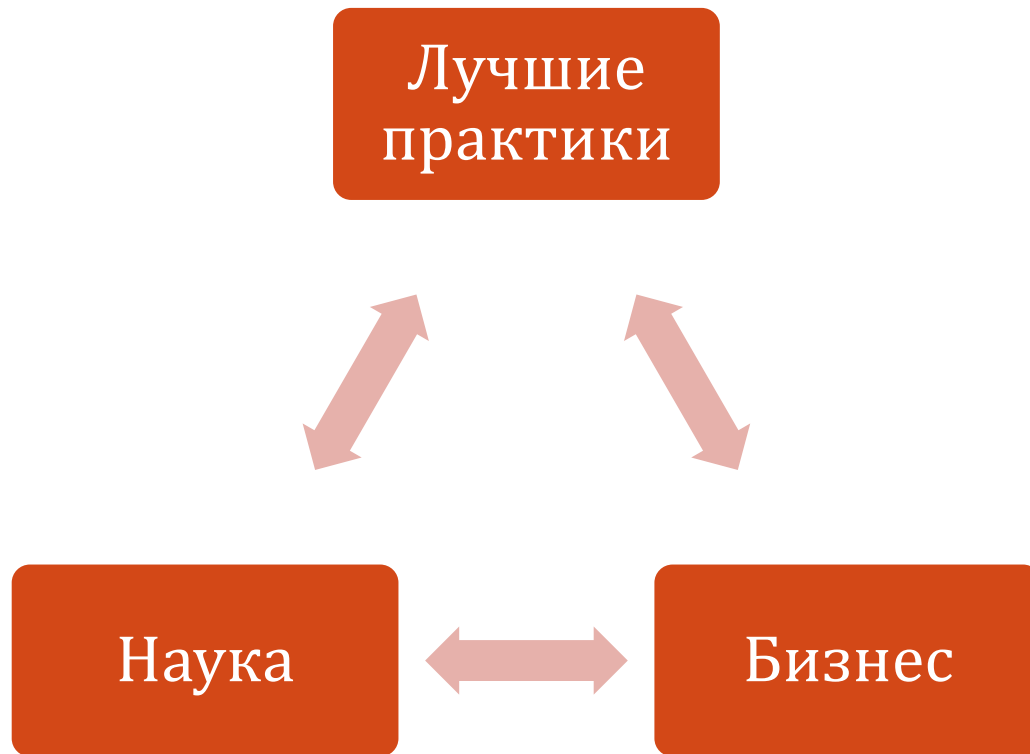 Лучшие
практики
Наука
Бизнес